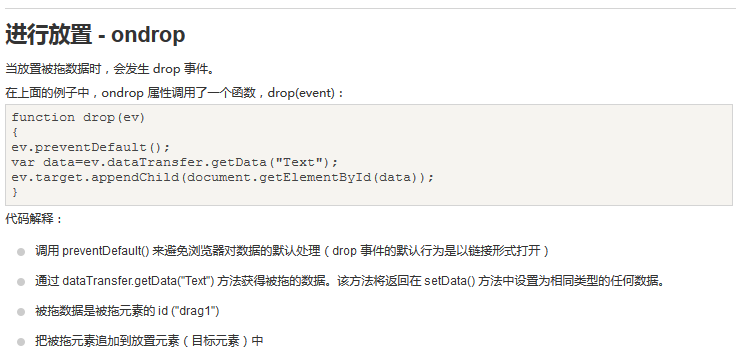 进行放置 - ondrop
当放置被拖数据时，会发生 drop 事件。
在上面的例子中，ondrop 属性调用了一个函数，drop(event)：
function drop(ev)
{
ev.preventDefault();
var data=ev.dataTransfer.getData("Text");
ev.target.appendChild(document.getElementById(data));
}
代码解释：
调用 preventDefault() 来避免浏览器对数据的默认处理（drop 事件的默认行为是以链接形式打开）
通过 dataTransfer.getData("Text") 方法获得被拖的数据。该方法将返回在 setData() 方法中设置为相同类型的任何数据。
被拖数据是被拖元素的 id ("drag1")
把被拖元素追加到放置元素（目标元素）中